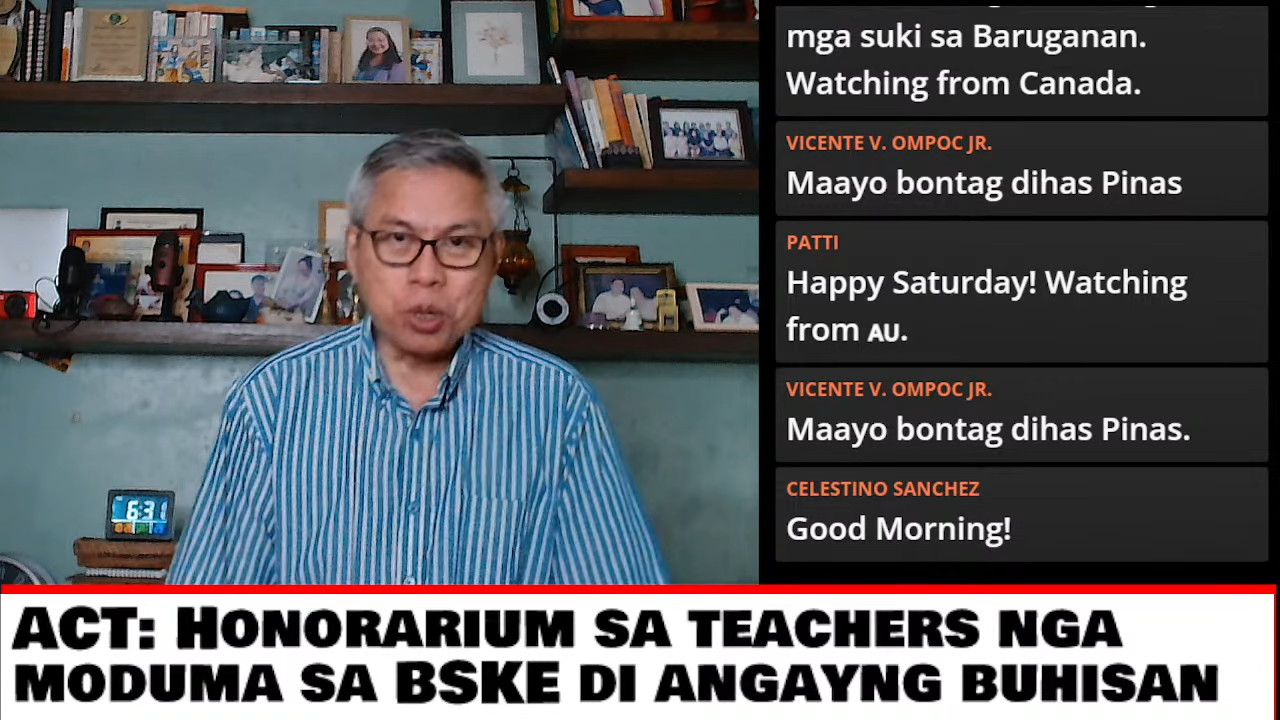 mga suki sa Baruganan.
Watching from Canada.
VICENTE V. OMPOC JR.
Maayo bontag dihas Pinas
PATTI
Happy Saturday! Watching
from AU.
VICENTE V. OMPOC JR.
Maayo bontag dihas Pinas.
CELESTINO SANCHEZ
Good Morning!
6:31
ACT: HONORARIUM SA TEACHERS NGA
MODUMA SA BSKE DI ANGAYNG BUHISAN